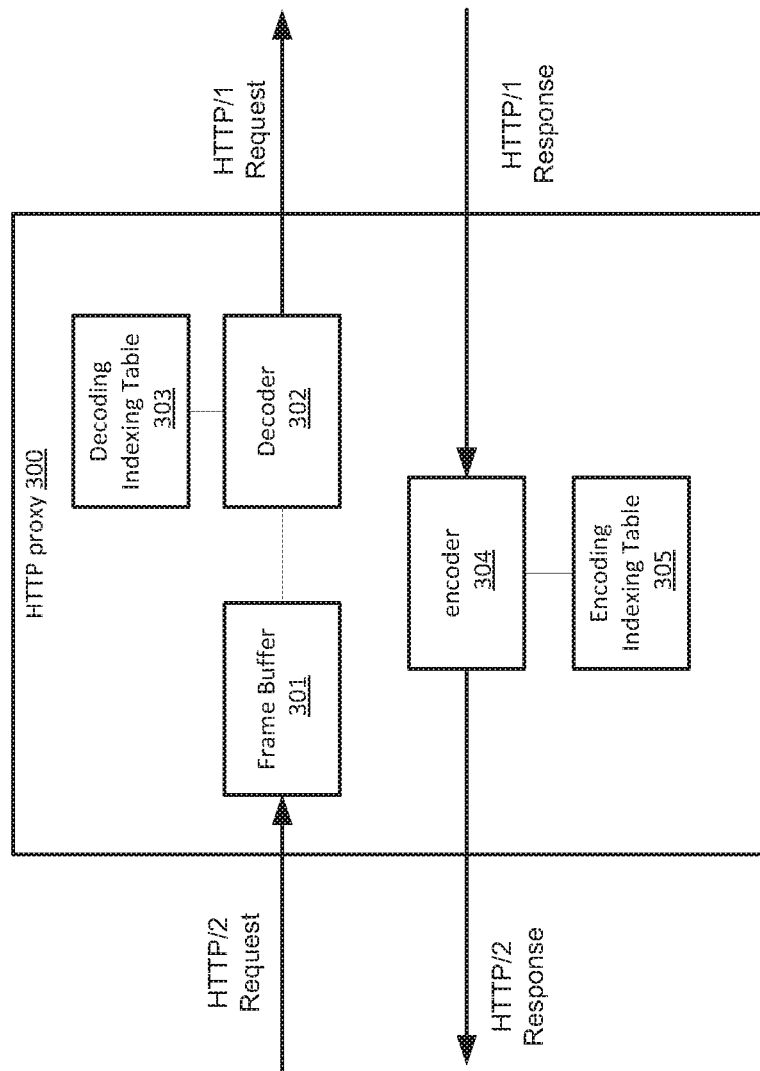 HTTP proxy 300
HTTP/2
Request
Frame Buffer
301
Decoder
302
Decoding
Indexing Table
303
HTTP/1
Request
HTTP/2
Response
encoder
304
Encoding
Indexing Table
305
HTTP/1
Response